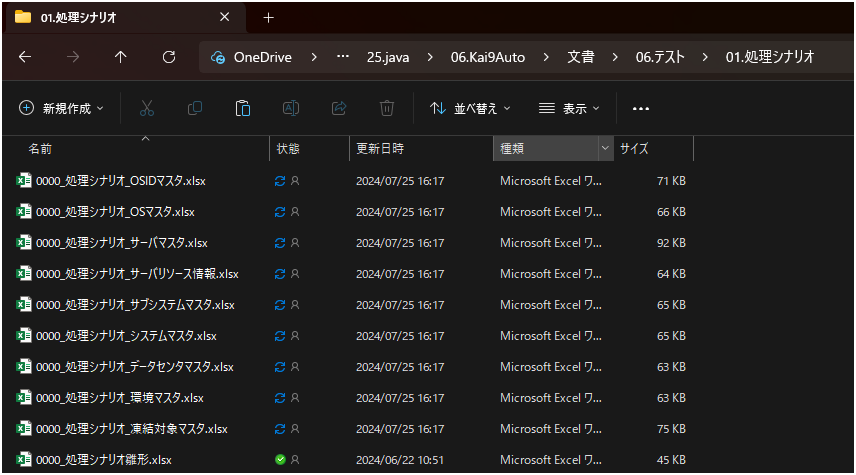 01.処理シナリオ
OneDrive > ... 25.java > 06.Kai9Auto > 文書 > 06.テスト > 01.処理シナリオ
新規作成 並べ替え 表示 ...
名前 状態 更新日時 種類 サイズ
0000_処理シナリオ_OSIDマスタ.xlsx 2024/07/25 16:17 Microsoft Excel ワ... 71 KB
0000_処理シナリオ_OSマスタ.xlsx 2024/07/25 16:17 Microsoft Excel ワ... 66 KB
0000_処理シナリオ_サーバマスタ.xlsx 2024/07/25 16:17 Microsoft Excel ワ... 92 KB
0000_処理シナリオ_サーバリソース情報.xlsx 2024/07/25 16:17 Microsoft Excel ワ... 64 KB
0000_処理シナリオ_サブシステムマスタ.xlsx 2024/07/25 16:17 Microsoft Excel ワ... 65 KB
0000_処理シナリオ_システムマスタ.xlsx 2024/07/25 16:17 Microsoft Excel ワ... 65 KB
0000_処理シナリオ_データセンタマスタ.xlsx 2024/07/25 16:17 Microsoft Excel ワ... 63 KB
0000_処理シナリオ_環境マスタ.xlsx 2024/07/25 16:17 Microsoft Excel ワ... 63 KB
0000_処理シナリオ_凍結対象マスタ.xlsx 2024/07/25 16:17 Microsoft Excel ワ... 75 KB
0000_処理シナリオ雛形.xlsx 2024/06/22 10:51 Microsoft Excel ワ... 45 KB